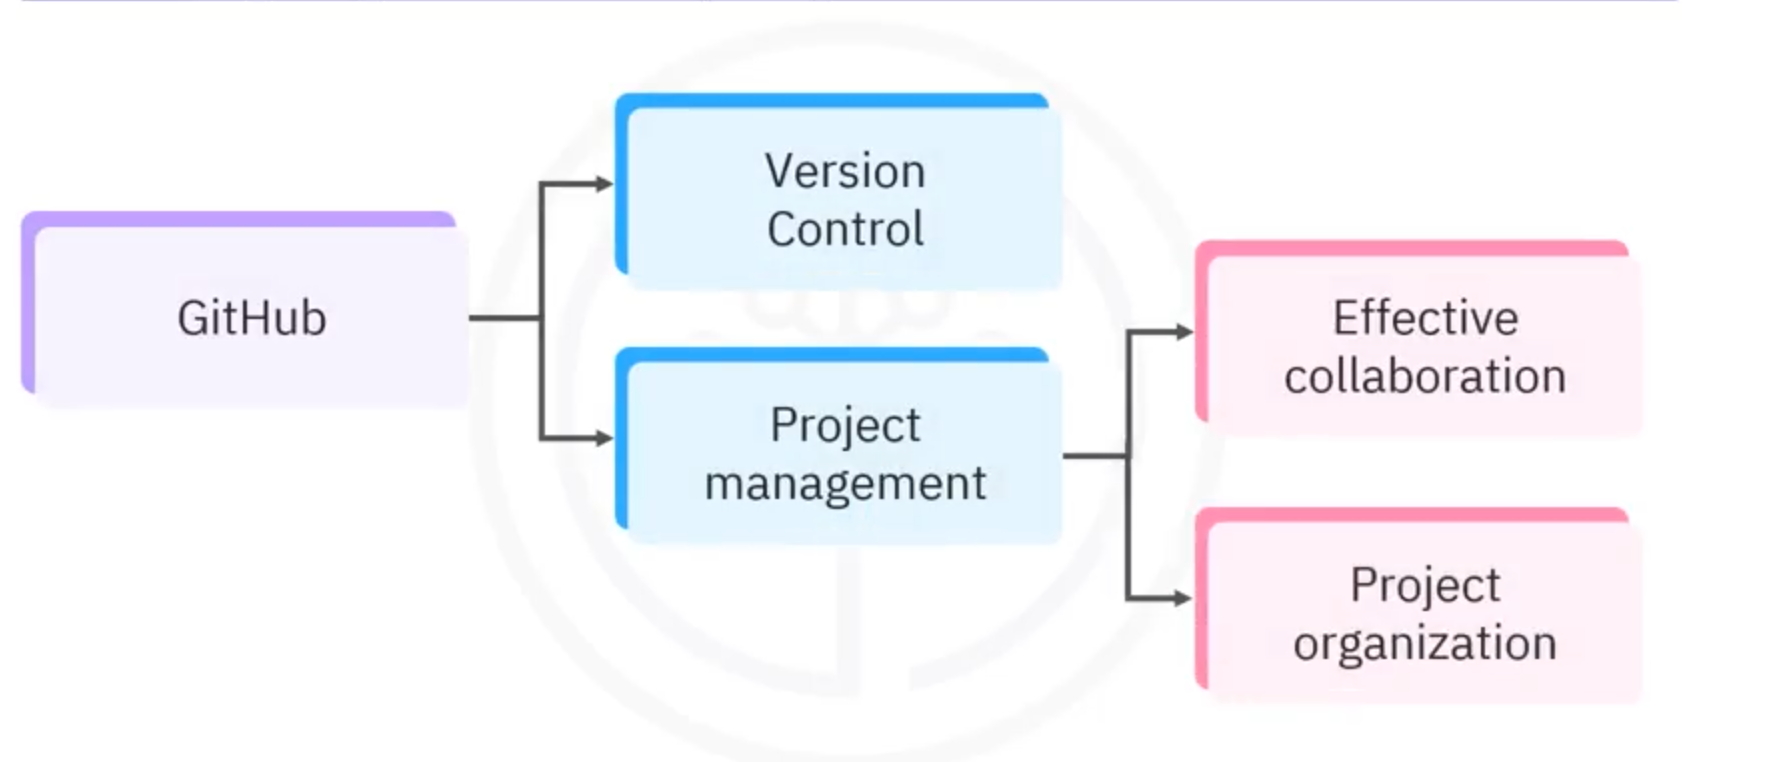 GitHub
Version
Control
Project
management
Effective
collaboration
Project
organization